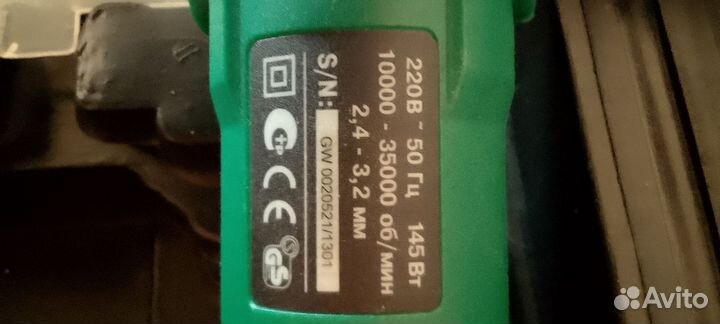 220В ~ 50 Гц 145 Вт
10000 - 35000 об/мин
2,4 - 3,2 мм
S/N: GW 0020521/1301
CE
GS
Avito